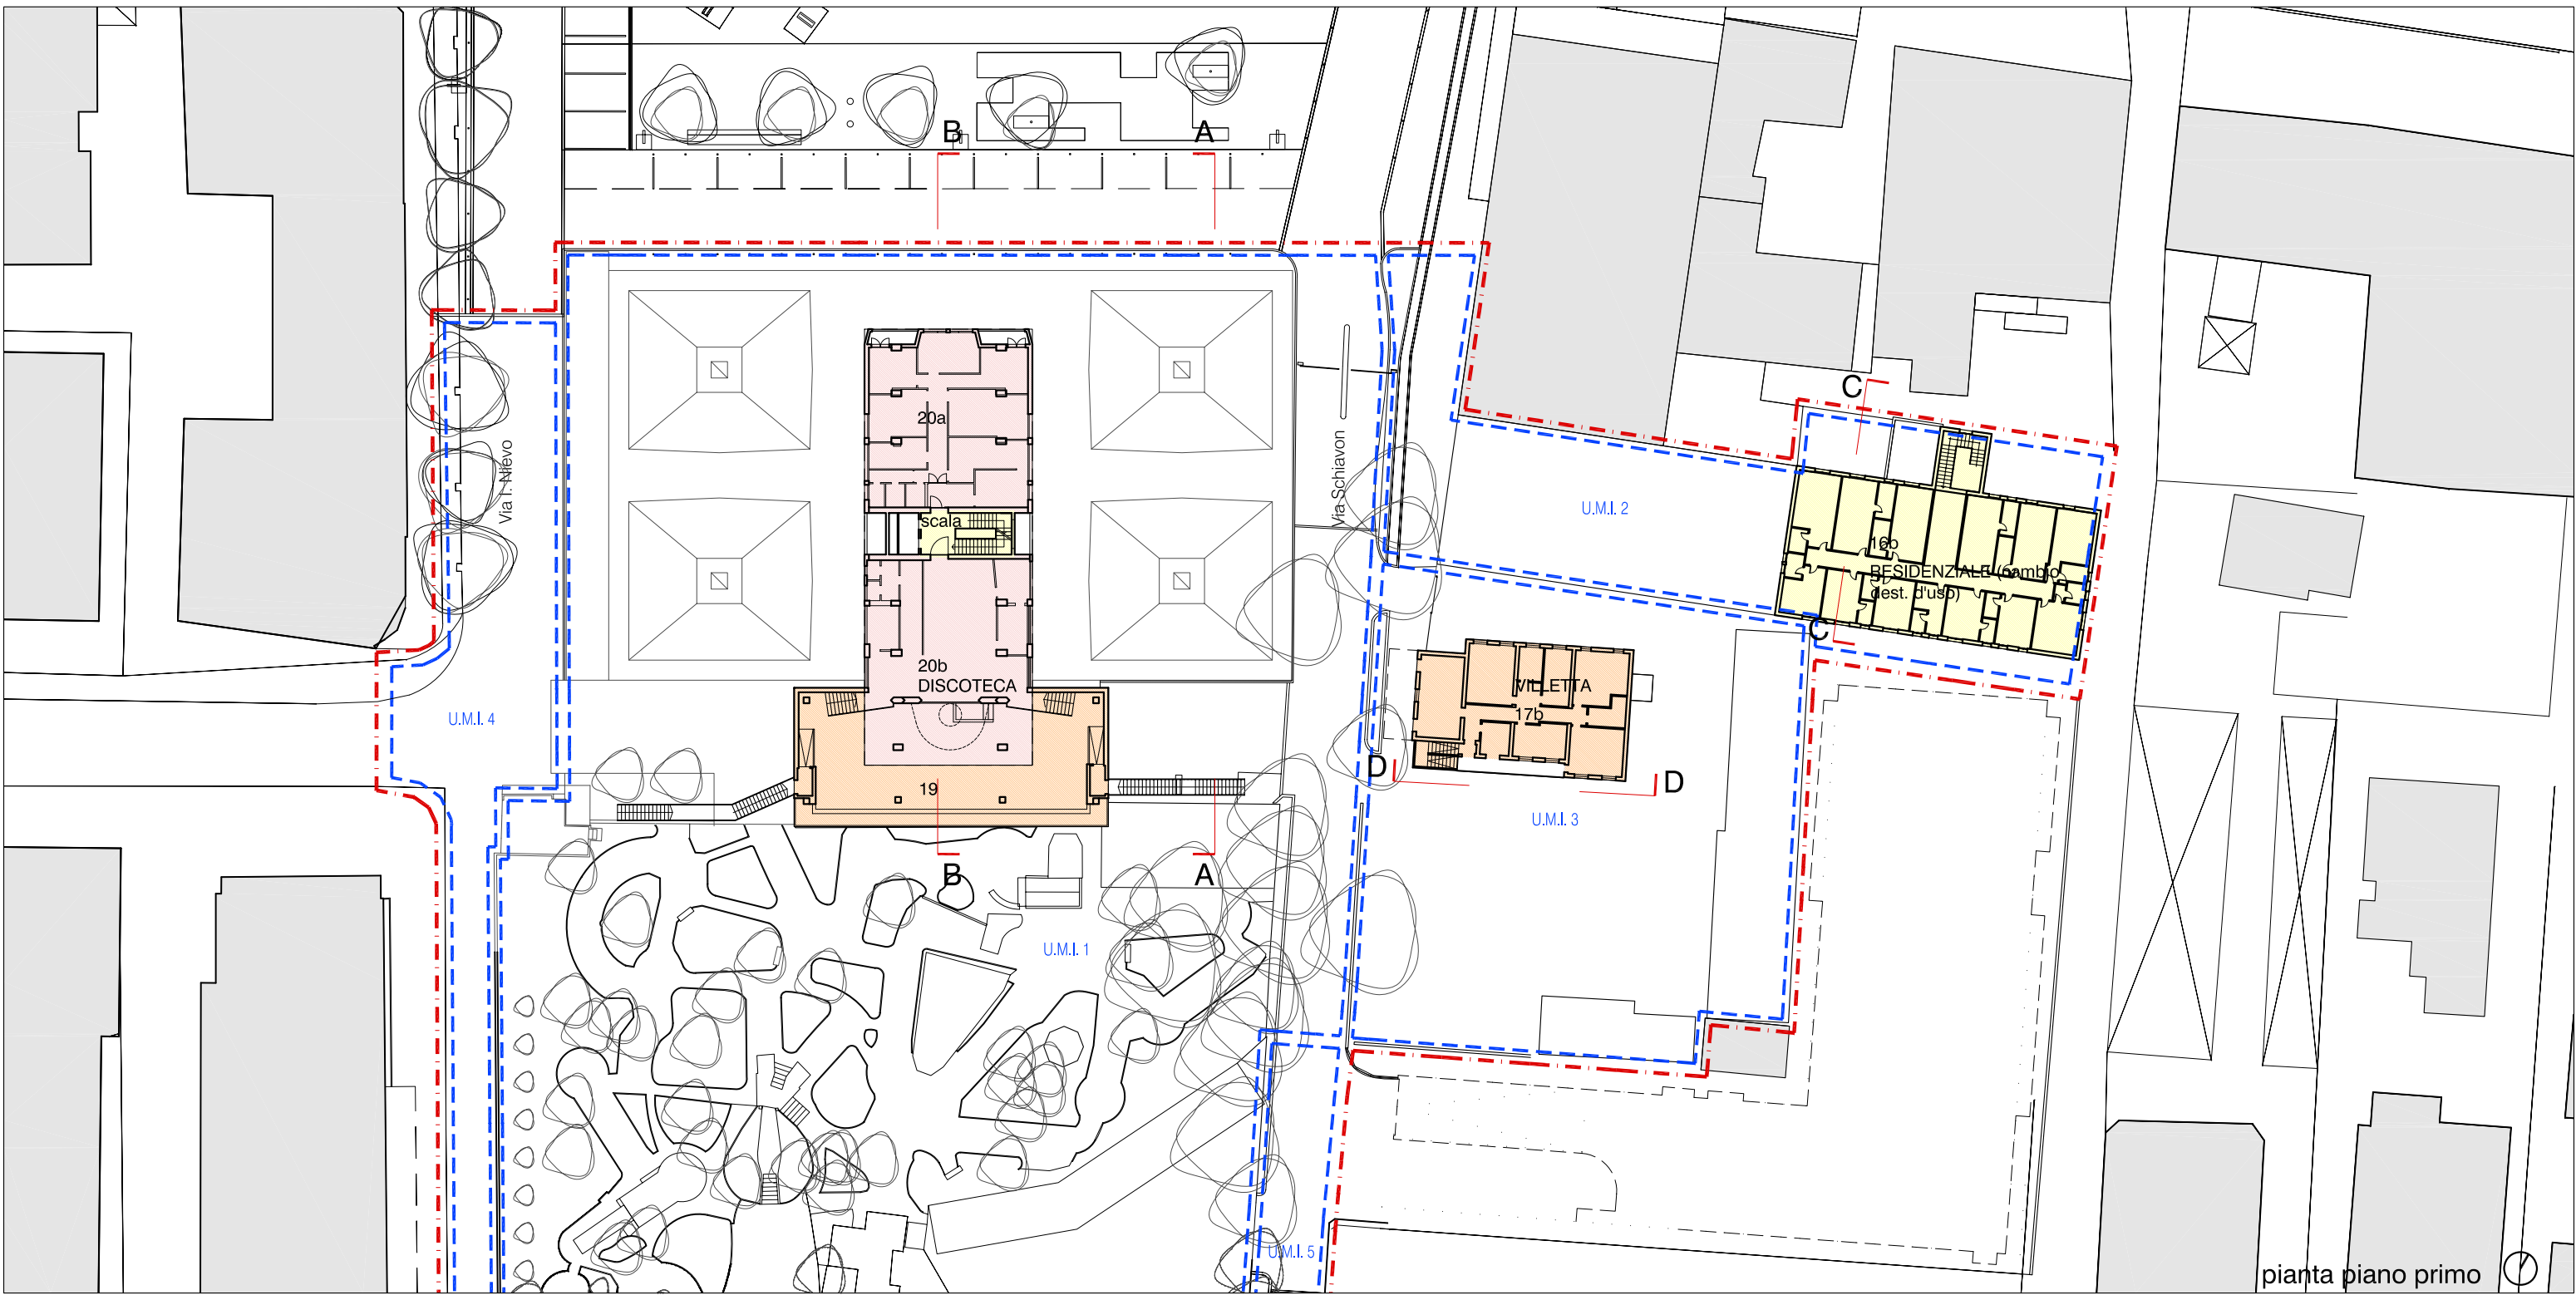 B
A
C
20a
Via I. Nievo
Via Schiavon
U.M.I. 2
scala
16b
RESIDENZIALE (cambio
dest. d'uso)
C
20b
DISCOTECA
VILLETTA
17b
U.M.I. 4
D
D
19
U.M.I. 3
B
A
U.M.I. 1
U.M.I. 5
pianta piano primo